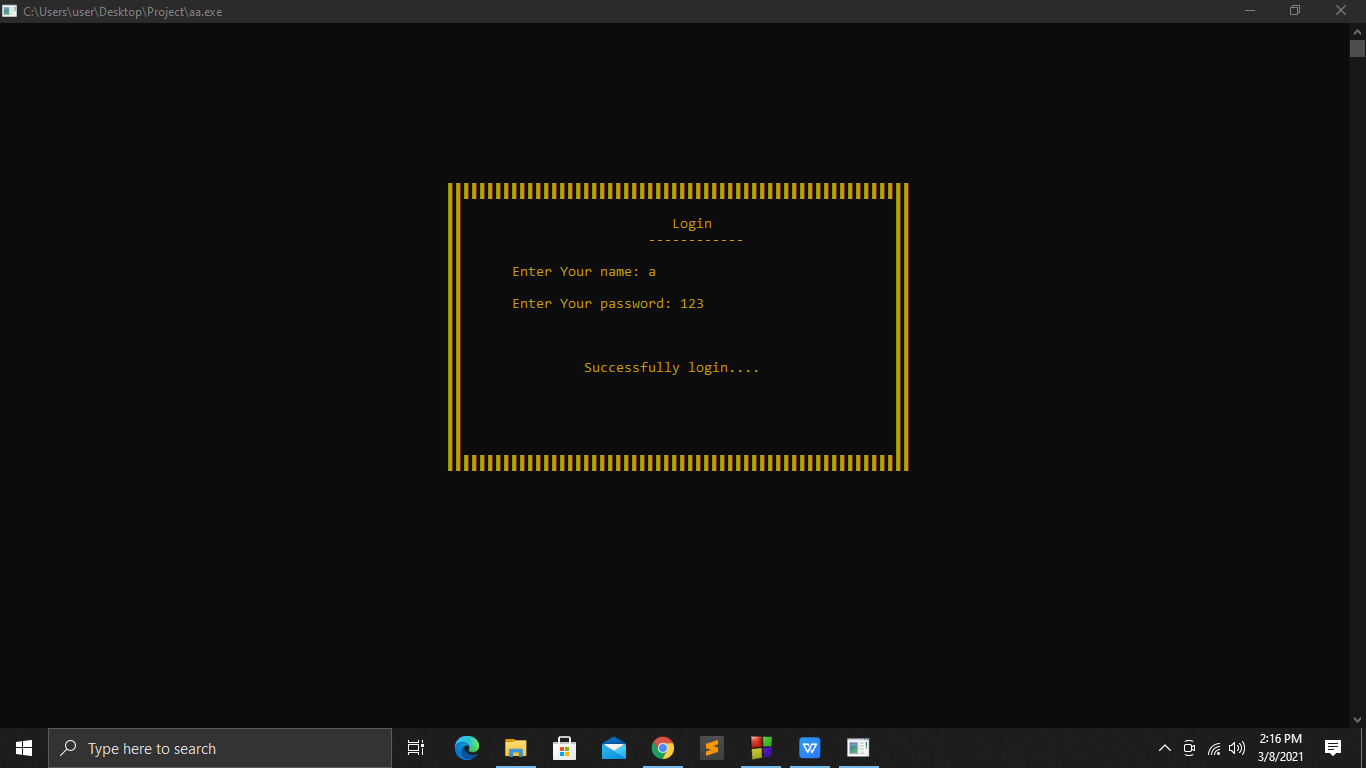 C:\Users\user\Desktop\Project\aa.exe
Login
------------
Enter Your name: a
Enter Your password: 123
Successfully login....
Type here to search
2:16 PM
3/8/2021